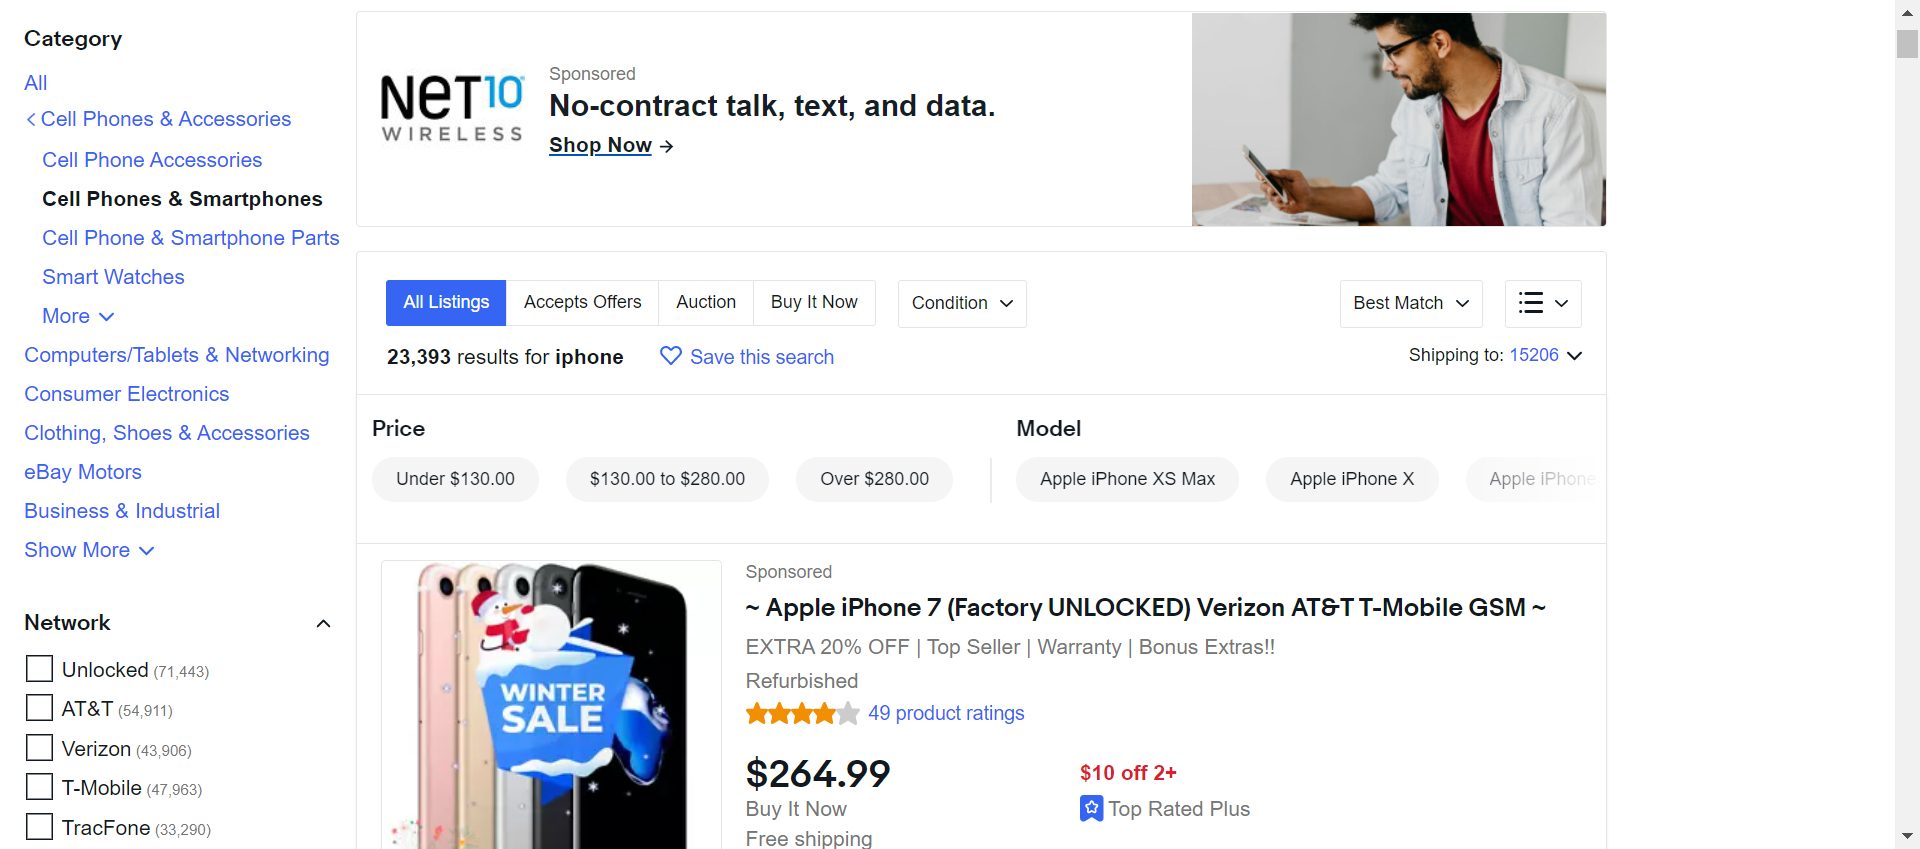 Category
All
Cell Phones & Accessories
Cell Phone Accessories
Cell Phones & Smartphones
Cell Phone & Smartphone Parts
Smart Watches
More
Computers/Tablets & Networking
Consumer Electronics
Clothing, Shoes & Accessories
eBay Motors
Business & Industrial
Show More
Network
Unlocked (71,443)
AT&T (54,911)
Verizon (43,906)
T-Mobile (47,963)
TracFone (33,290)
NET10
WIRELESS
Sponsored
No-contract talk, text, and data.
Shop Now
All Listings Accepts Offers Auction Buy It Now Condition Best Match
23,393 results for iphone Save this search Shipping to: 15206
Price Model
Under $130.00 $130.00 to $280.00 Over $280.00 Apple iPhone XS Max Apple iPhone X Apple iPhone
WINTER
SALE
Sponsored
~ Apple iPhone 7 (Factory UNLOCKED) Verizon AT&T T-Mobile GSM ~
EXTRA 20% OFF | Top Seller | Warranty | Bonus Extras!!
Refurbished
49 product ratings
$264.99 $10 off 2+
Buy It Now Top Rated Plus
Free shipping